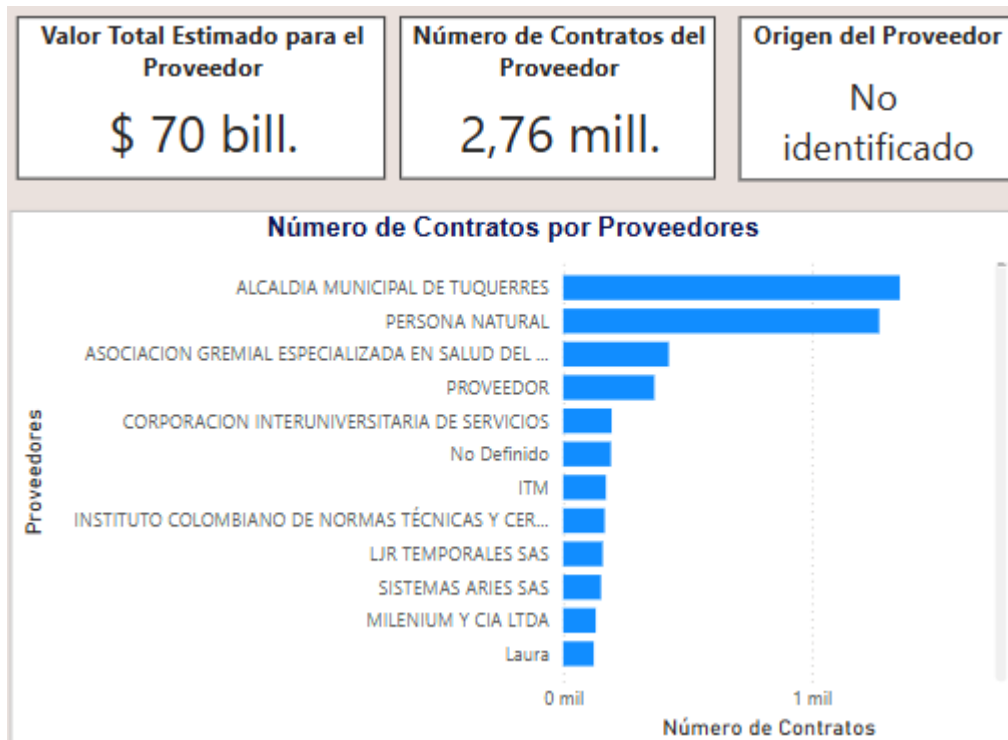 Valor Total Estimado para el
Proveedor
$ 70 bill.
Número de Contratos del
Proveedor
2,76 mill.
Origen del Proveedor
No
identificado
Número de Contratos por Proveedores
Proveedores
ALCALDIA MUNICIPAL DE TUQUERRES
PERSONA NATURAL
ASOCIACION GREMIAL ESPECIALIZADA EN SALUD DEL ...
PROVEEDOR
CORPORACION INTERUNIVERSITARIA DE SERVICIOS
No Definido
ITM
INSTITUTO COLOMBIANO DE NORMAS TÉCNICAS Y CER...
LJR TEMPORALES SAS
SISTEMAS ARIES SAS
MILENIUM Y CIA LTDA
Laura
0 mil
1 mil
Número de Contratos